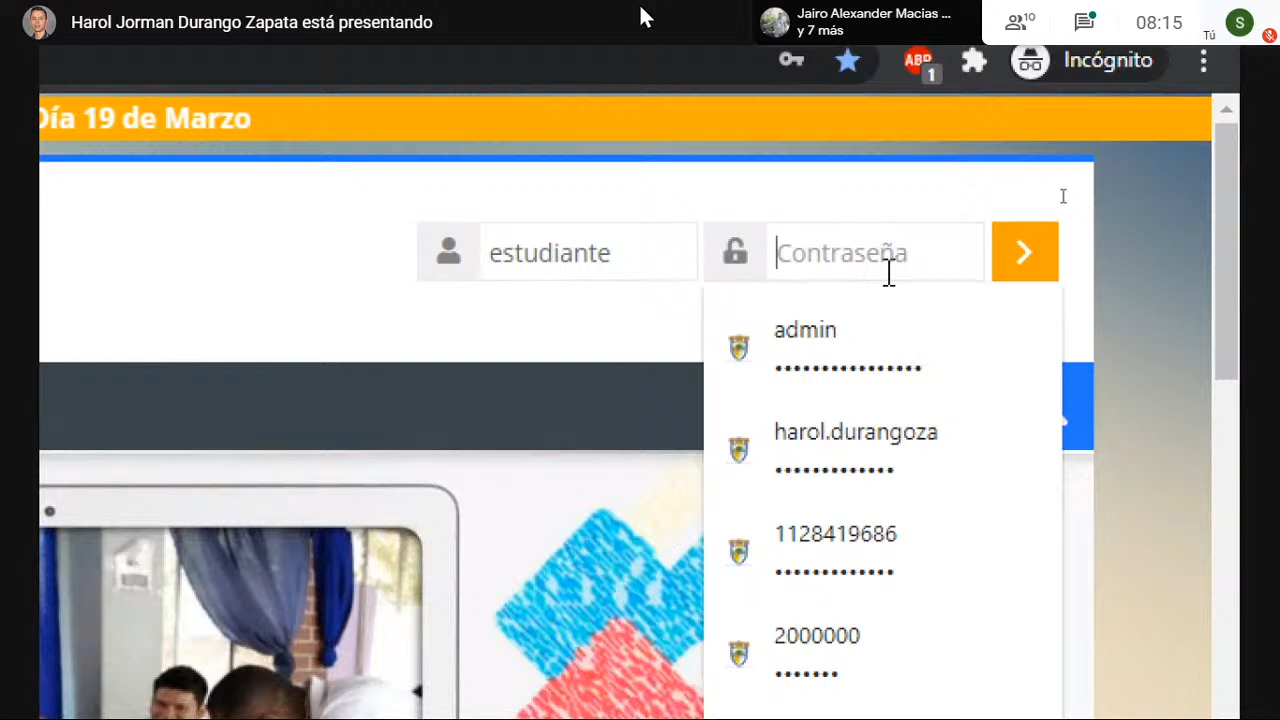 Harol Jorman Durango Zapata está presentando
Jairo Alexander Macias ...
y 7 más
10
08:15
Tú
S
ABP
1
Incógnito
Día 19 de Marzo
estudiante
Contraseña
admin
••••••••••••••••
harol.durangoza
•••••••••••••
1128419686
•••••••••••••
2000000
•••••••